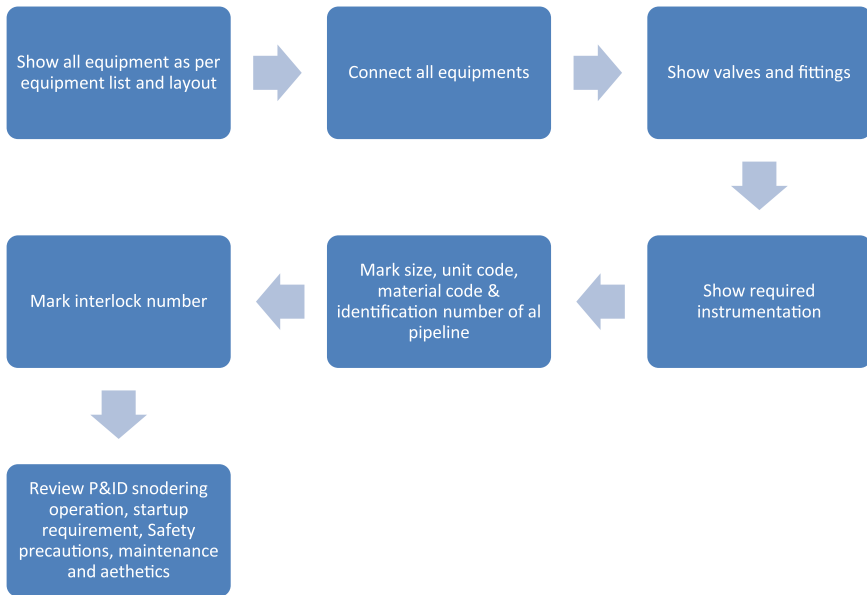 Show all equipment as per
equipment list and layout
Connect all equipments
Show valves and fittings
Show required
instrumentation
Mark size, unit code,
material code &
identification number of al
pipeline
Mark interlock number
Review P&ID snodering
operation, startup
requirement, Safety
precautions, maintenance
and aethetics